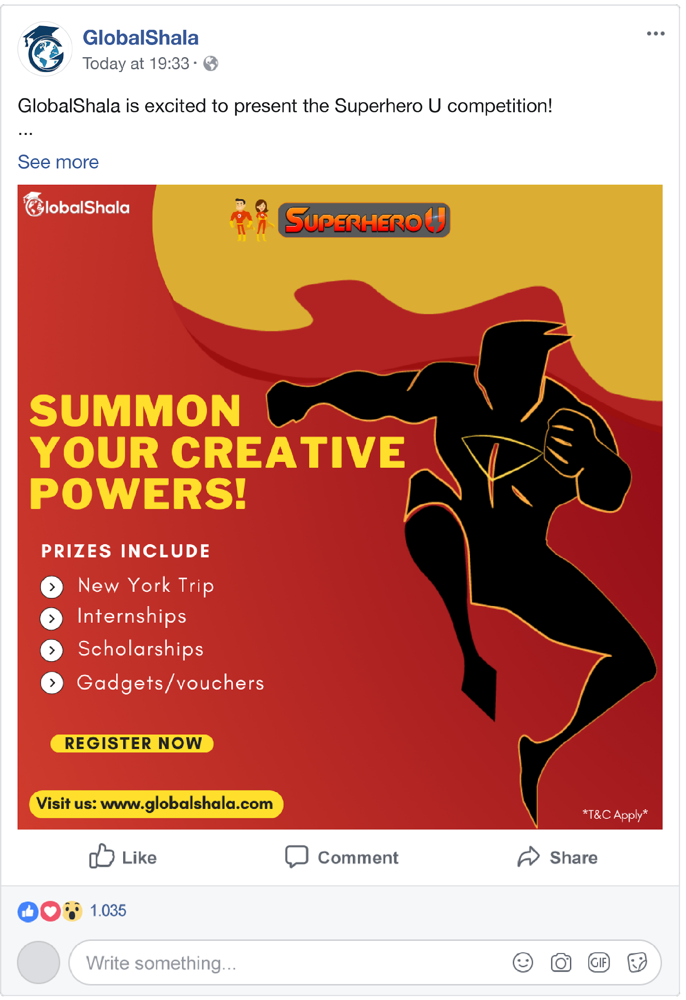 GlobalShala
Today at 19:33 ·
GlobalShala is excited to present the Superhero U competition!
...
See more
GlobalShala
SUPERHERO U
SUMMON
YOUR CREATIVE
POWERS!
PRIZES INCLUDE
New York Trip
Internships
Scholarships
Gadgets/vouchers
REGISTER NOW
Visit us: www.globalshala.com
*T&C Apply*
Like
Comment
Share
1.035
Write something...
GIF